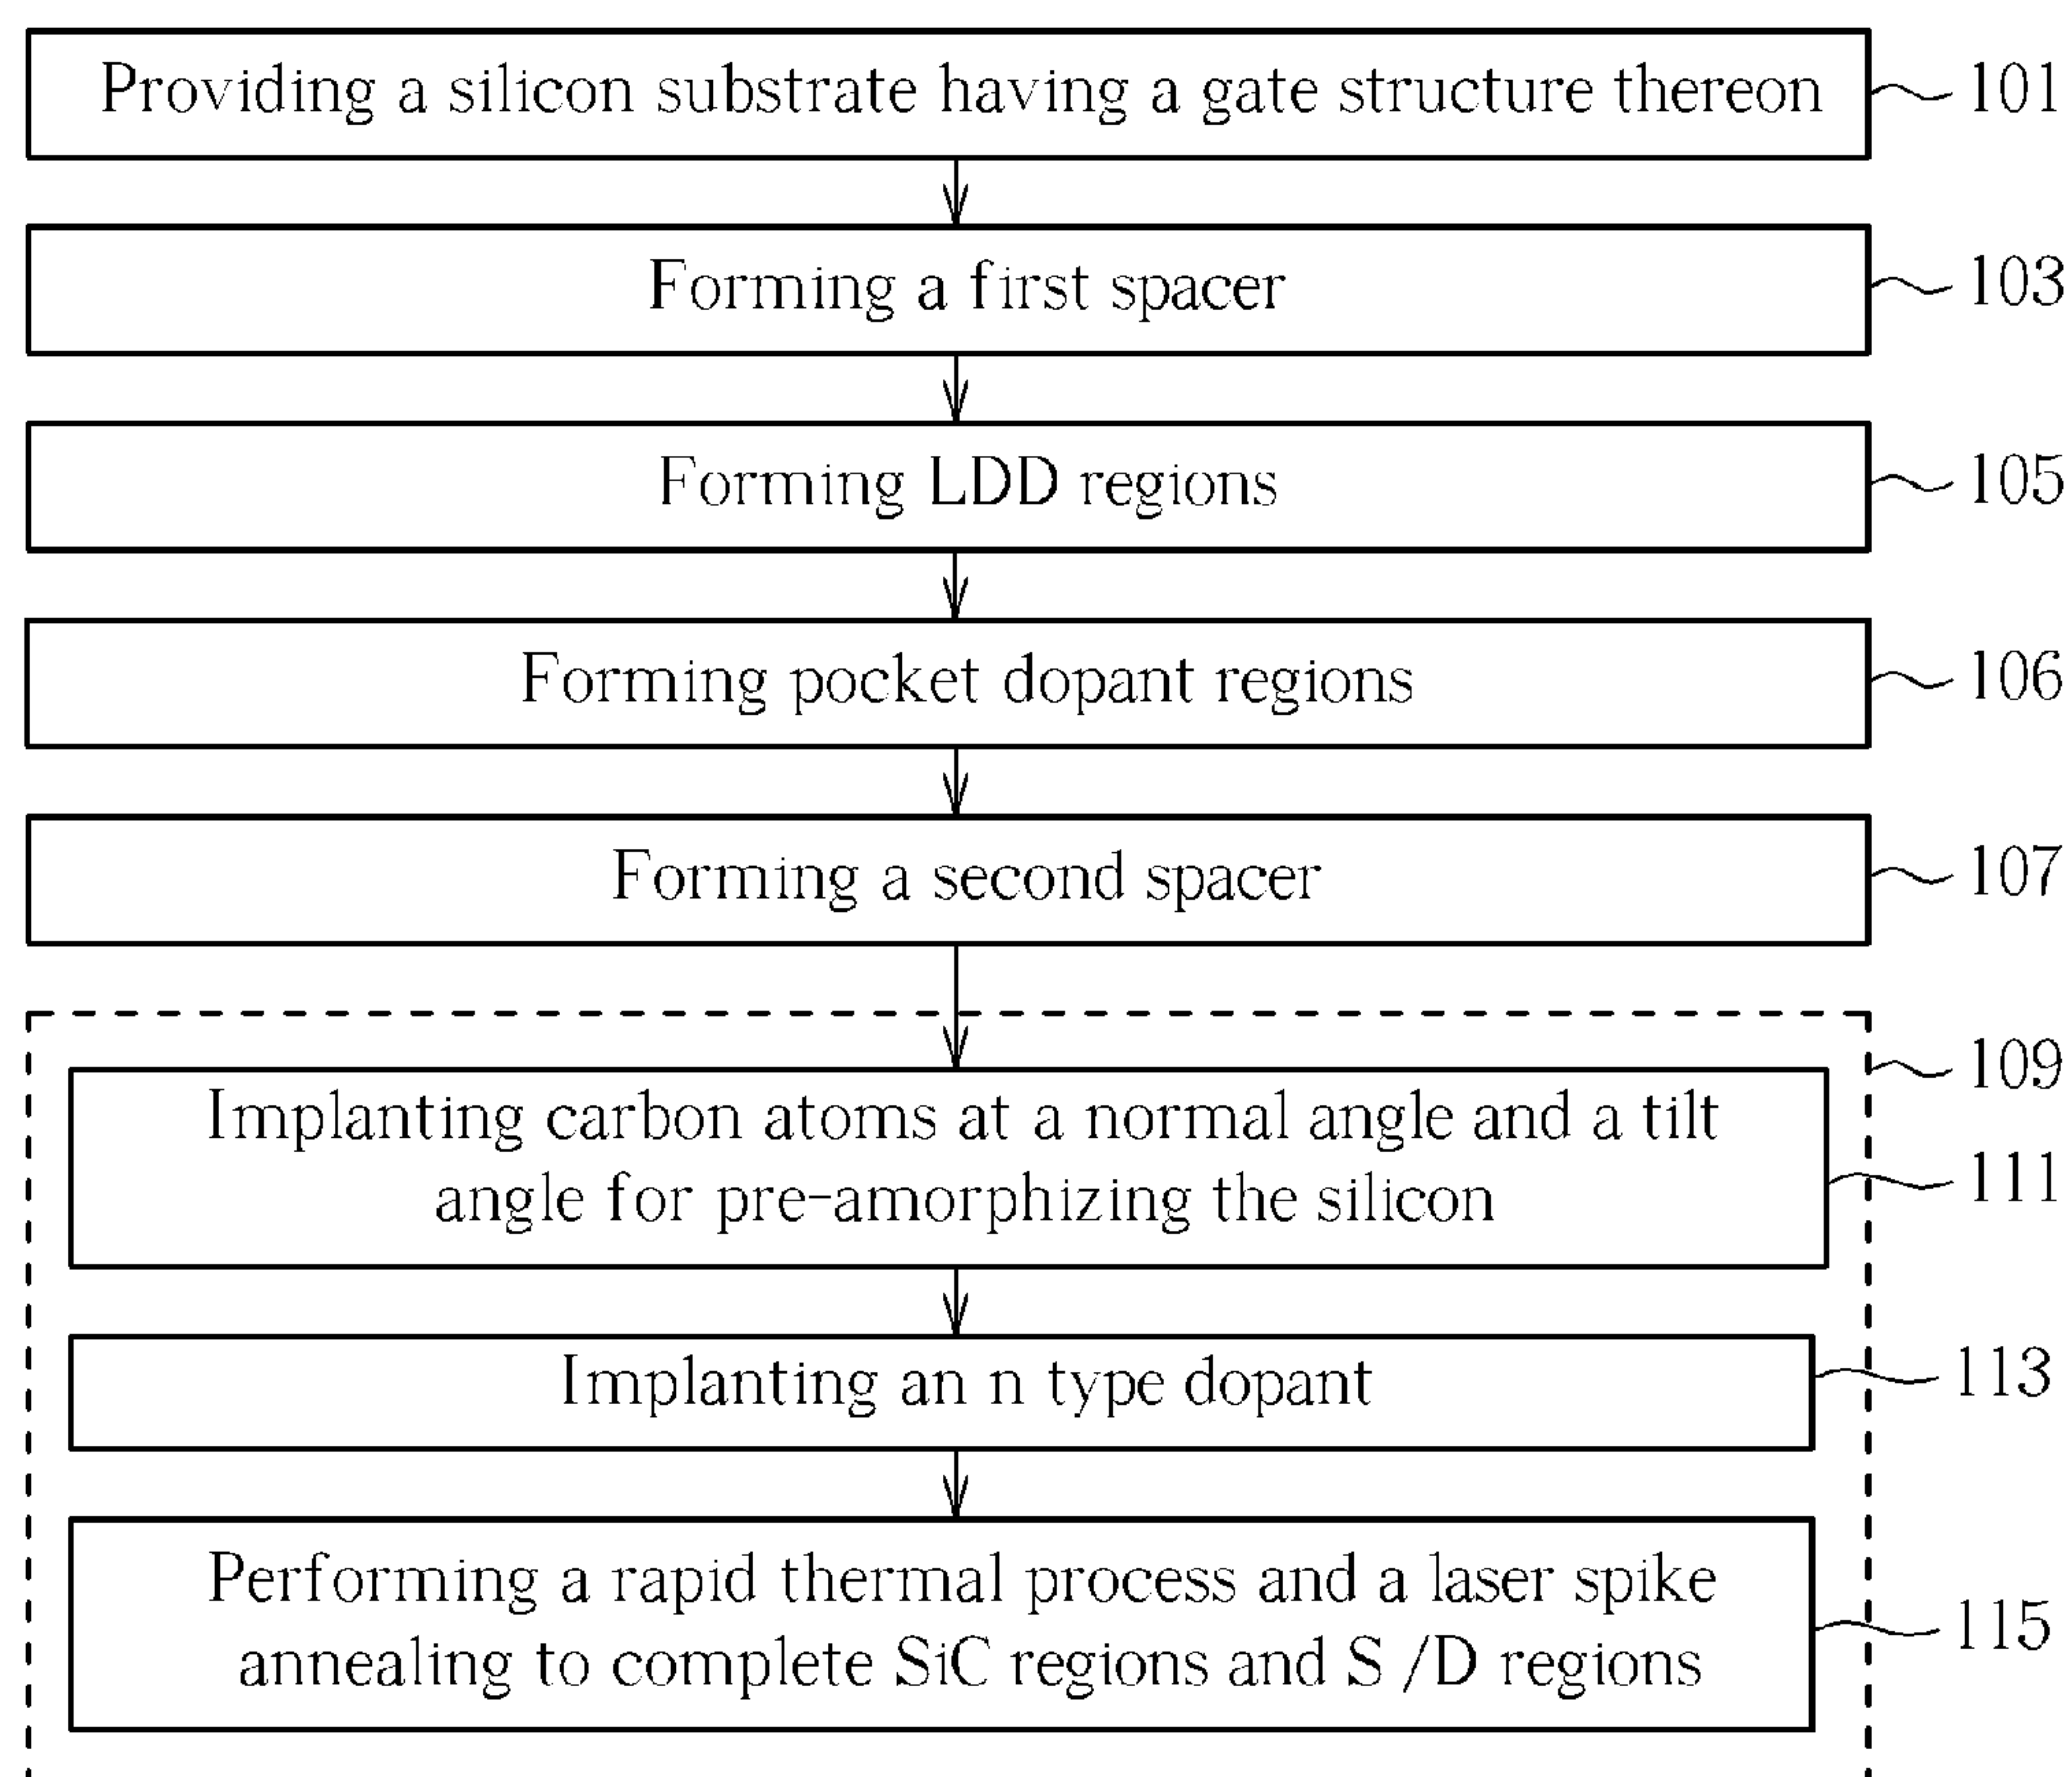 Providing a silicon substrate having a gate structure thereon
101
Forming a first spacer
103
Forming LDD regions
105
Forming pocket dopant regions
106
Forming a second spacer
107
109
Implanting carbon atoms at a normal angle and a tilt
angle for pre-amorphizing the silicon
111
Implanting an n type dopant
113
Performing a rapid thermal process and a laser spike
annealing to complete SiC regions and S /D regions
115